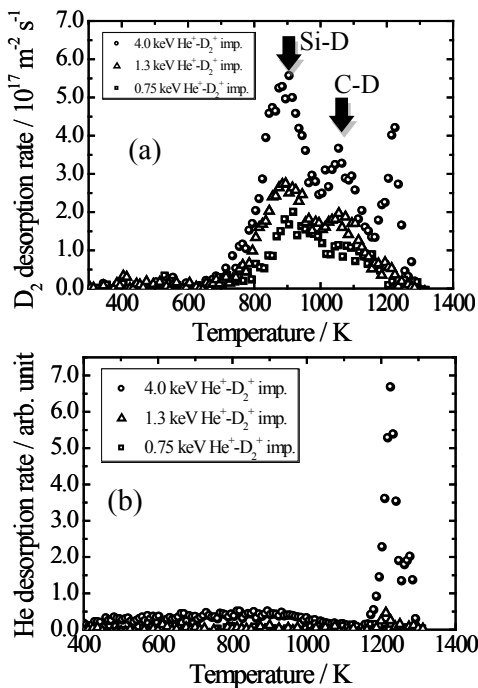 D₂ desorption rate / 10¹⁷ m⁻² s⁻¹
7.0
6.0
5.0
4.0
3.0
2.0
1.0
0.0
4.0 keV He⁺-D₂⁺ imp.
1.3 keV He⁺-D₂⁺ imp.
0.75 keV He⁺-D₂⁺ imp.
Si-D
C-D
(a)
400 600 800 1000 1200 1400
Temperature / K
He desorption rate / arb. unit
7.0
6.0
5.0
4.0
3.0
2.0
1.0
0.0
4.0 keV He⁺-D₂⁺ imp.
1.3 keV He⁺-D₂⁺ imp.
0.75 keV He⁺-D₂⁺ imp.
(b)
400 600 800 1000 1200 1400
Temperature / K